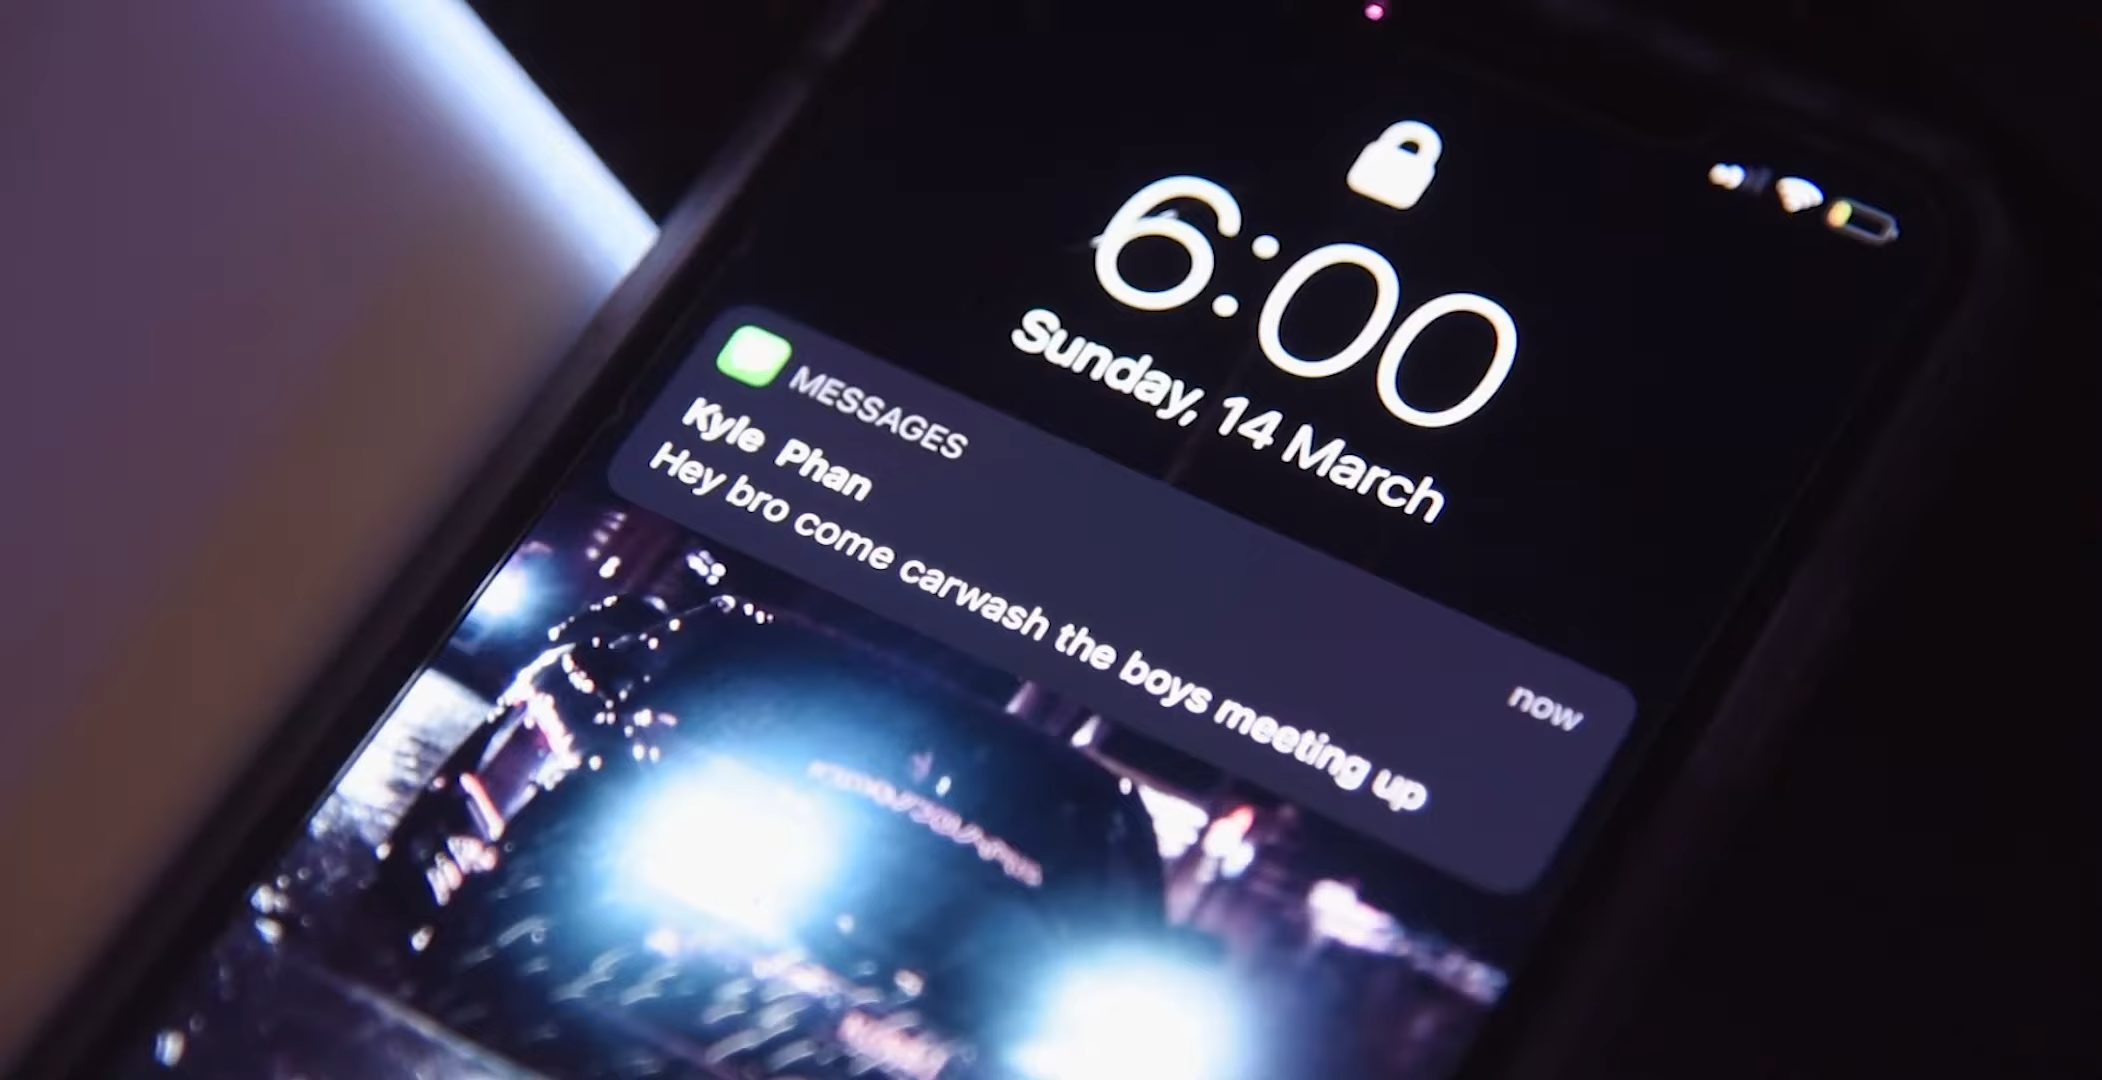 6:00
Sunday, 14 March
MESSAGES
now
Kyle Phan
Hey bro come carwash the boys meeting up